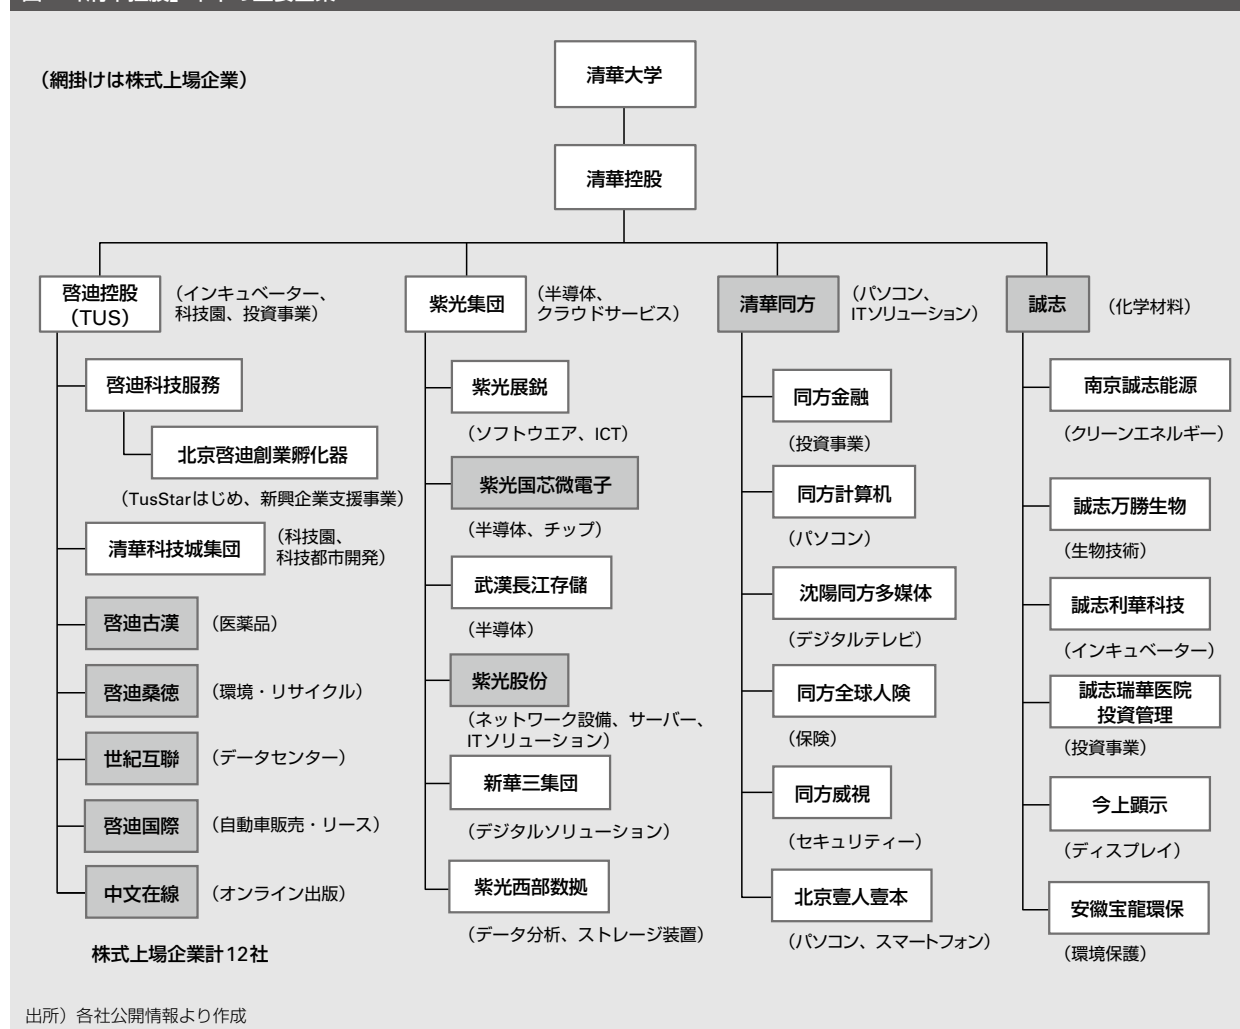 (網掛けは株式上場企業)
清華大学
清華控股
啓迪控股
(TUS)
(インキュベーター、
科技園、投資事業)
啓迪科技服務
北京啓迪創業孵化器
(TusStarはじめ、新興企業支援事業)
清華科技城集団
(科技園、
科技都市開発)
啓迪古漢
(医薬品)
啓迪桑徳
(環境・リサイクル)
世紀互聯
(データセンター)
啓迪国際
(自動車販売・リース)
中文在線
(オンライン出版)
株式上場企業計12社
紫光集団
(半導体、
クラウドサービス)
紫光展鋭
(ソフトウエア、ICT)
紫光国芯微電子
(半導体、チップ)
武漢長江存儲
(半導体)
紫光股份
(ネットワーク設備、サーバー、
ITソリューション)
新華三集団
(デジタルソリューション)
紫光西部数拠
(データ分析、ストレージ装置)
清華同方
(パソコン、
ITソリューション)
同方金融
(投資事業)
同方計算机
(パソコン)
沈陽同方多媒体
(デジタルテレビ)
同方全球人険
(保険)
同方威視
(セキュリティー)
北京壹人壹本
(パソコン、スマートフォン)
誠志
(化学材料)
南京誠志能源
(クリーンエネルギー)
誠志万勝生物
(生物技術)
誠志利華科技
(インキュベーター)
誠志瑞華医院
投資管理
(投資事業)
今上顕示
(ディスプレイ)
安徽宝龍環保
(環境保護)
出所)各社公開情報より作成